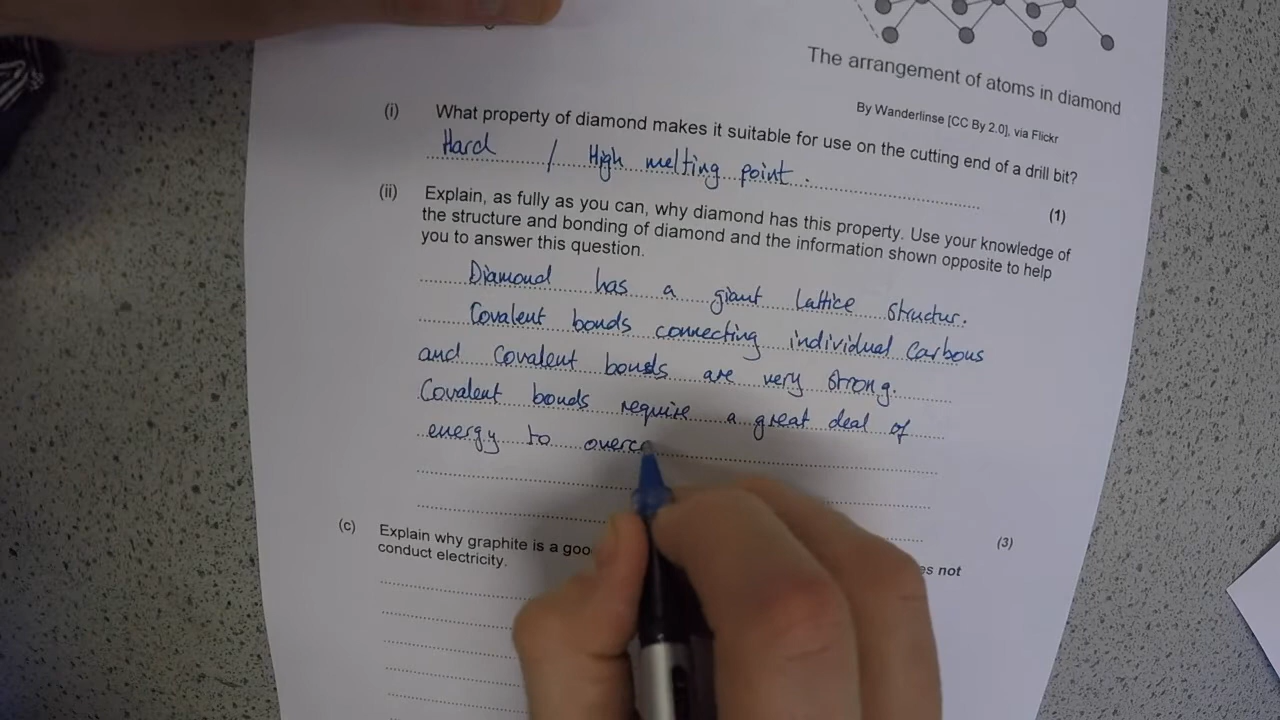 The arrangement of atoms in diamond
By Wanderlinse [CC By 2.0], via Flickr
(i) What property of diamond makes it suitable for use on the cutting end of a drill bit?
Hard / High melting point.
(1)
(ii) Explain, as fully as you can, why diamond has this property. Use your knowledge of
the structure and bonding of diamond and the information shown opposite to help
you to answer this question.
Diamond has a giant lattice structur.
Covalent bonds connecting individual Carbons
and Covalent bonds are very strong.
Covalent bonds require a great deal of
energy to overco
(3)
(c) Explain why graphite is a goo es not
conduct electricity.